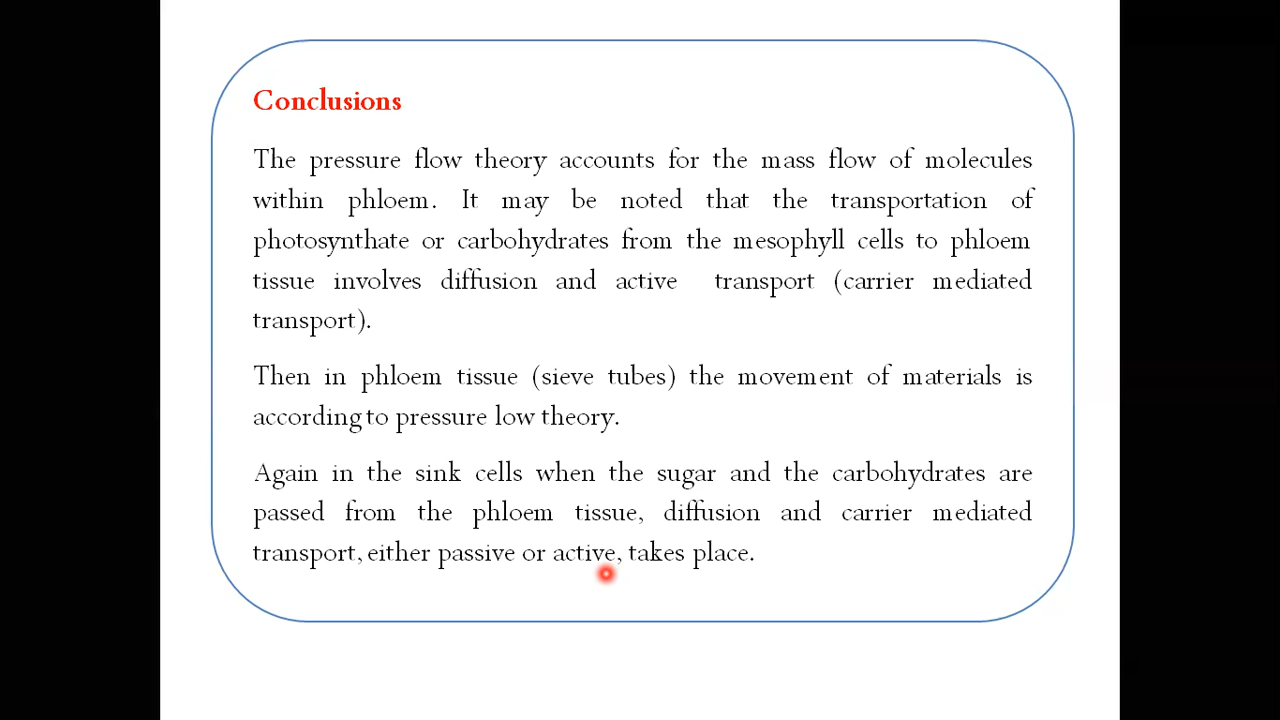 Conclusions
The pressure flow theory accounts for the mass flow of molecules
within phloem. It may be noted that the transportation of
photosynthate or carbohydrates from the mesophyll cells to phloem
tissue involves diffusion and active transport (carrier mediated
transport).
Then in phloem tissue (sieve tubes) the movement of materials is
according to pressure low theory.
Again in the sink cells when the sugar and the carbohydrates are
passed from the phloem tissue, diffusion and carrier mediated
transport, either passive or active, takes place.